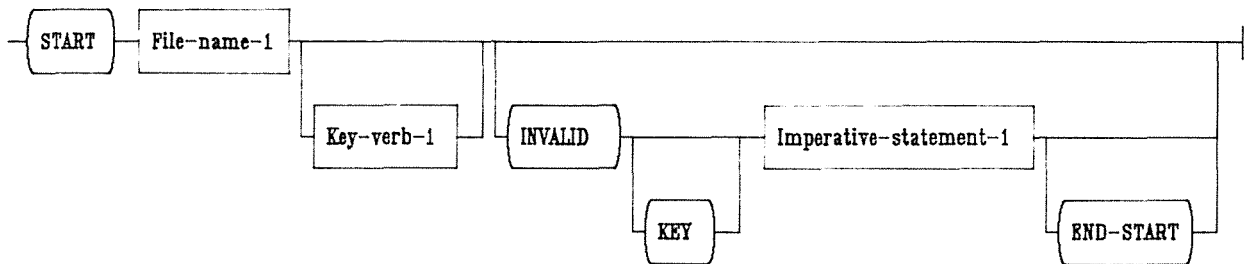 START File-name-1
Key-verb-1 INVALID Imperative-statement-1
KEY END-START